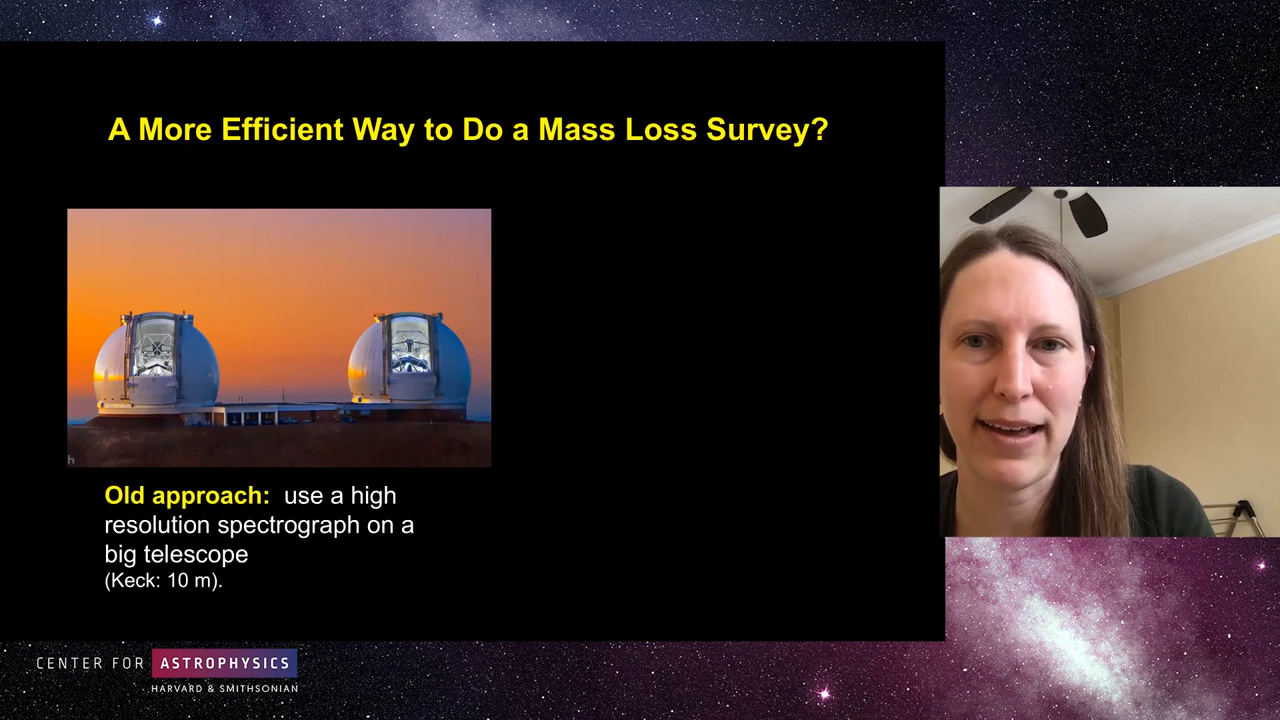 A More Efficient Way to Do a Mass Loss Survey?
h
Old approach: use a high
resolution spectrograph on a
big telescope
(Keck: 10 m).
CENTER FOR ASTROPHYSICS
HARVARD & SMITHSONIAN